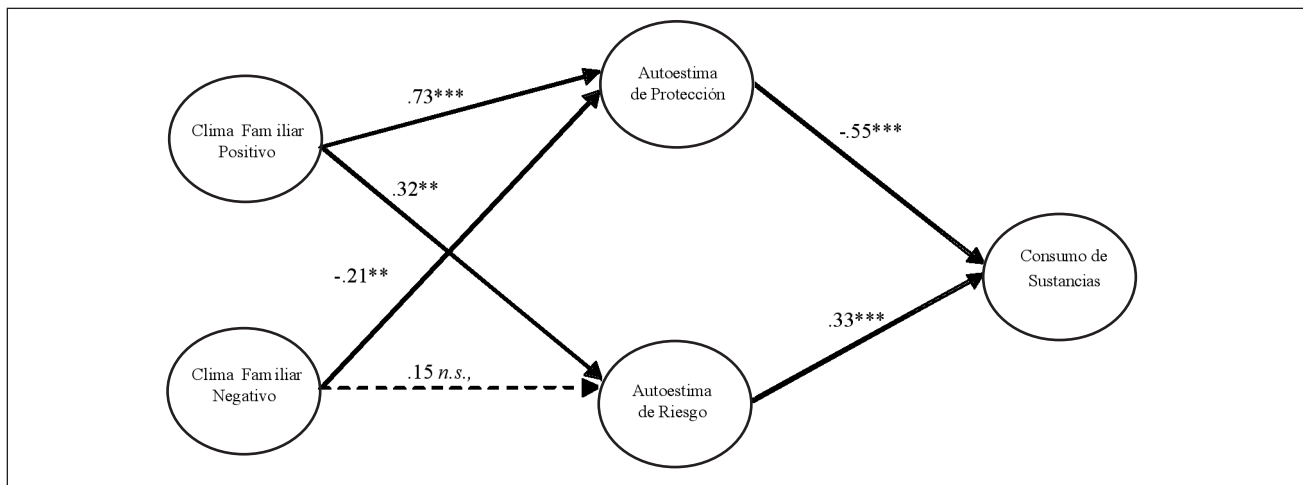 Autoestima
de Protección
.73***
Clima Familiar
Positivo
-.55***
.32**
Consumo de
Sustancias
-.21**
.33***
Clima Familiar
Negativo
.15 n.s.,
Autoestima
de Riesgo